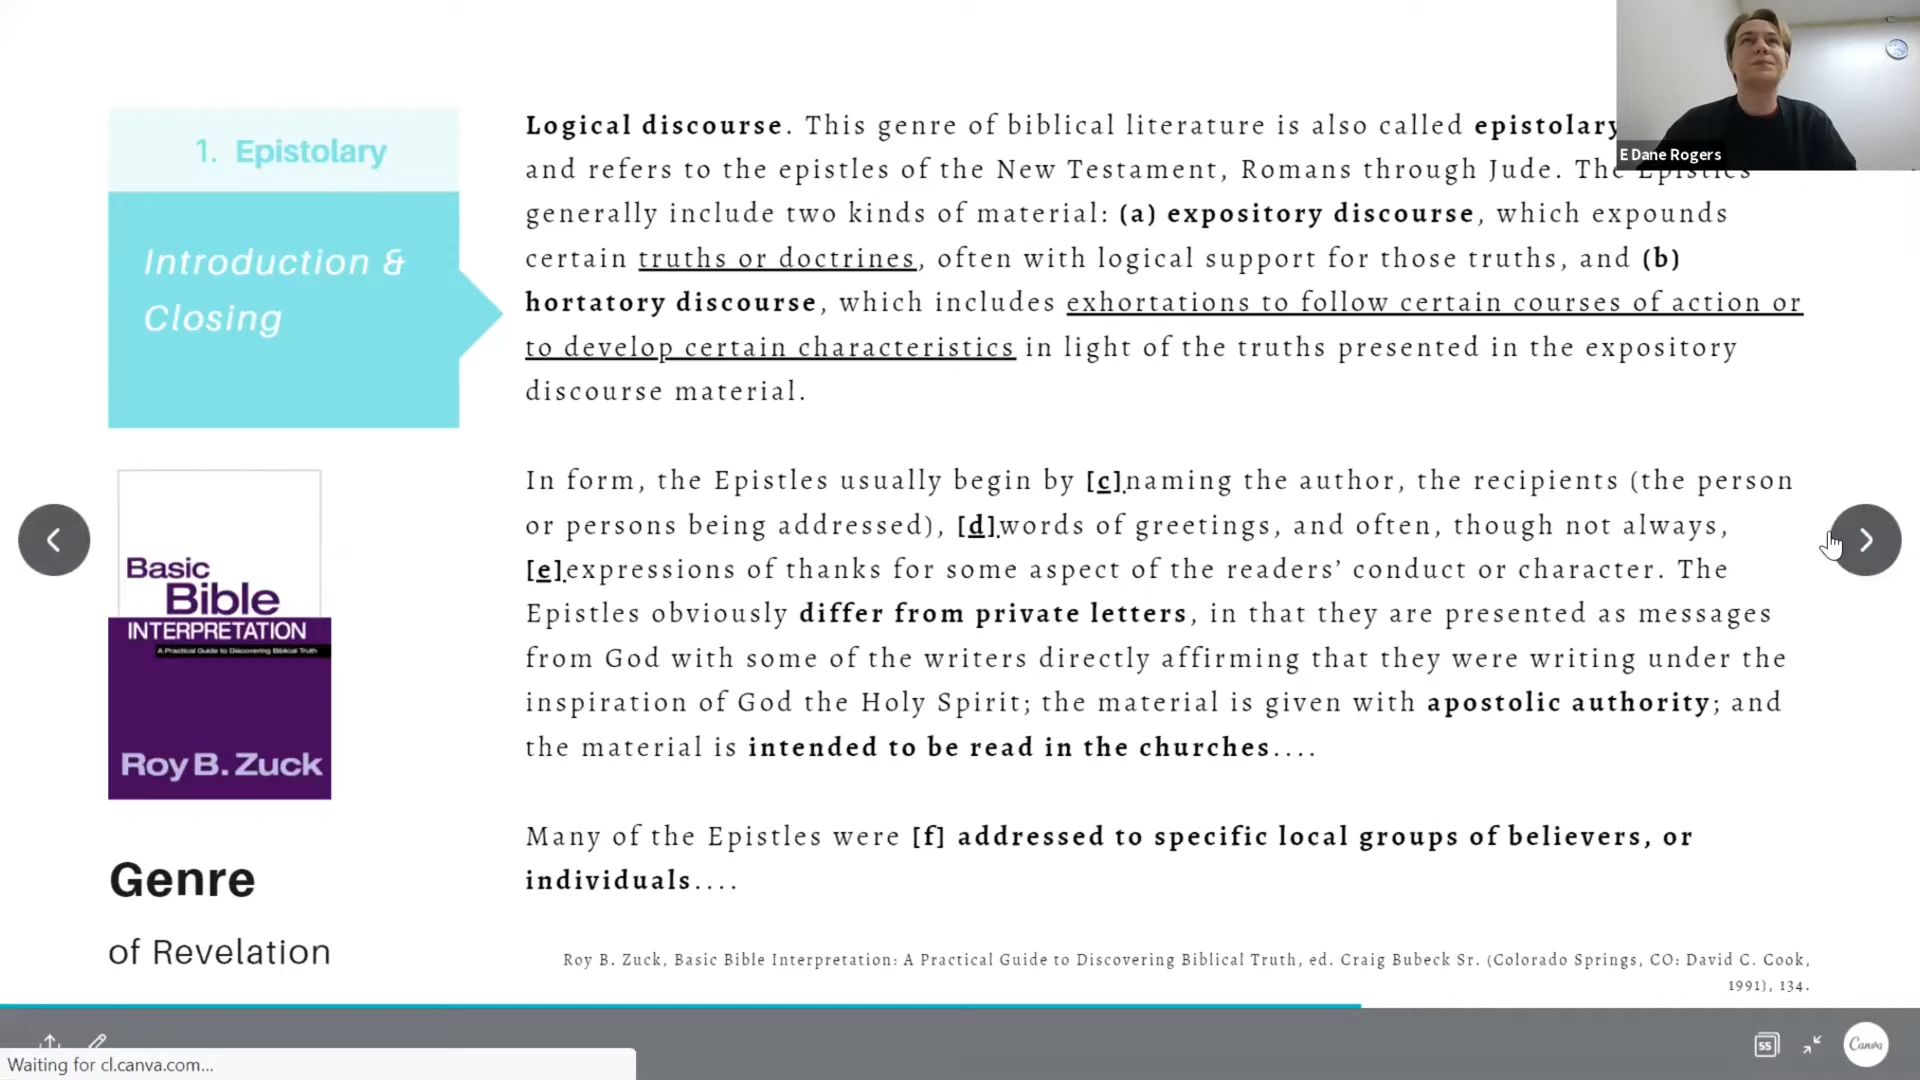 E Dane Rogers
1. Epistolary
Introduction &
Closing
Basic
Bible
INTERPRETATION
A Practical Guide to Discovering Biblical Truth
Roy B. Zuck
Genre
of Revelation
Logical discourse. This genre of biblical literature is also called epistolary
and refers to the epistles of the New Testament, Romans through Jude. The Epistles
generally include two kinds of material: (a) expository discourse, which expounds
certain truths or doctrines, often with logical support for those truths, and (b)
hortatory discourse, which includes exhortations to follow certain courses of action or
to develop certain characteristics in light of the truths presented in the expository
discourse material.
In form, the Epistles usually begin by [c] naming the author, the recipients (the person
or persons being addressed), [d] words of greetings, and often, though not always,
[e] expressions of thanks for some aspect of the readers’ conduct or character. The
Epistles obviously differ from private letters, in that they are presented as messages
from God with some of the writers directly affirming that they were writing under the
inspiration of God the Holy Spirit; the material is given with apostolic authority; and
the material is intended to be read in the churches....
Many of the Epistles were [f] addressed to specific local groups of believers, or
individuals....
Roy B. Zuck, Basic Bible Interpretation: A Practical Guide to Discovering Biblical Truth, ed. Craig Bubeck Sr. (Colorado Springs, CO: David C. Cook,
1991), 134.
55
Canva
Waiting for cl.canva.com...